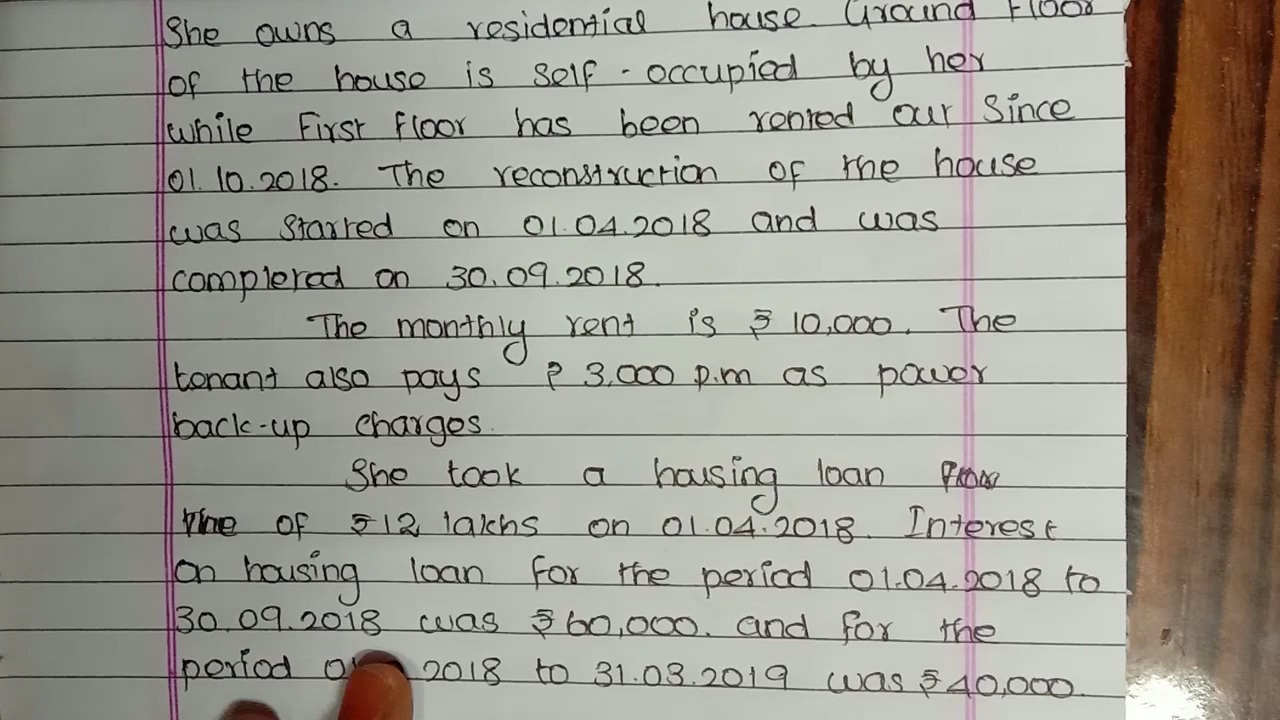 She owns a residential house. Ground Floor
of the house is self-occupied by her
while First Floor has been rented our since
01.10.2018. The reconstruction of the house
was started on 01.04.2018 and was
completed on 30.09.2018.
The monthly rent is ₹ 10,000. The
tenant also pays ₹ 3,000 p.m as power
back-up charges.
She took a housing loan
of ₹12 lakhs on 01.04.2018. Interest
on housing loan for the period 01.04.2018 to
30.09.2018 was ₹60,000. and for the
period 2018 to 31.03.2019 was ₹40,000.